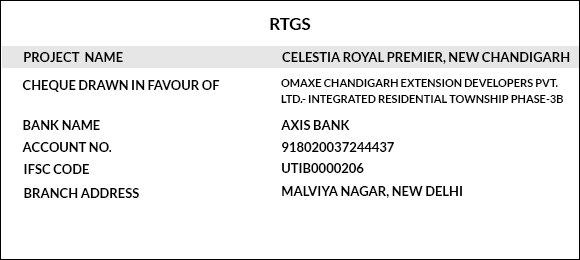 RTGS
PROJECT NAME CELESTIA ROYAL PREMIER, NEW CHANDIGARH
CHEQUE DRAWN IN FAVOUR OF OMAXE CHANDIGARH EXTENSION DEVELOPERS PVT.
LTD.- INTEGRATED RESIDENTIAL TOWNSHIP PHASE-3B
BANK NAME AXIS BANK
ACCOUNT NO. 918020037244437
IFSC CODE UTIB0000206
BRANCH ADDRESS MALVIYA NAGAR, NEW DELHI